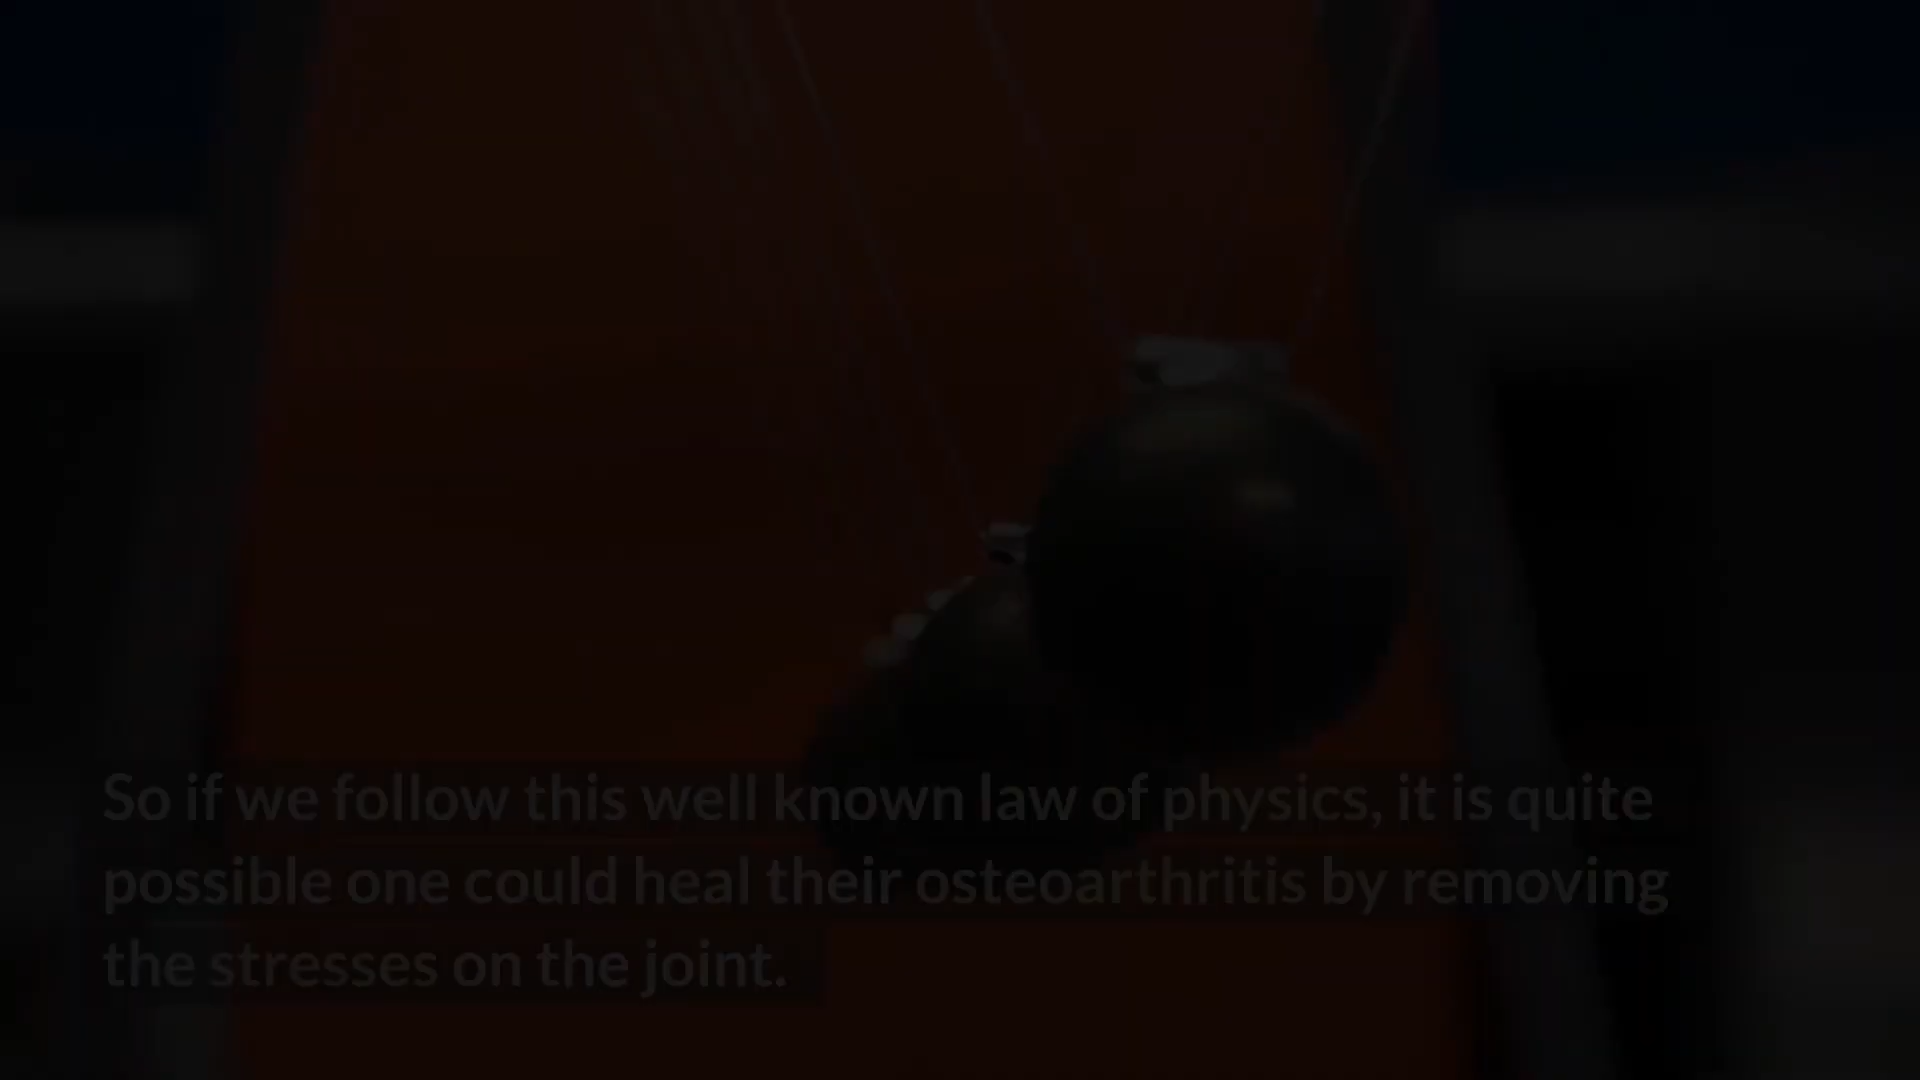 So if we follow this well known law of physics, it is quite
possible one could heal their osteoarthritis by removing
the stresses on the joint.